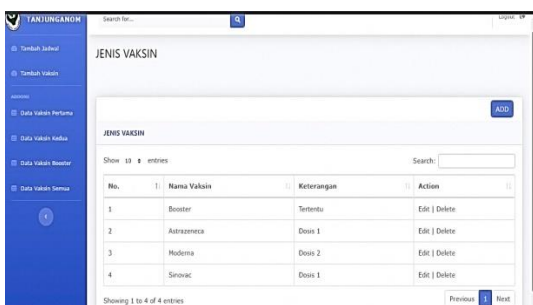 TANJUNGANOM
Search for...
Logout
Tambah Jadwal
Tambah Vaksin
JENIS VAKSIN
Data Vaksin Pertama
Data Vaksin Kedua
Data Vaksin Booster
Data Vaksin Semua
ADD
JENIS VAKSIN
Show 10 entries
Search:
No. Nama Vaksin Keterangan Action
1 Booster Tertentu Edit | Delete
2 Astrazeneca Dosis 1 Edit | Delete
3 Moderna Dosis 2 Edit | Delete
4 Sinovac Dosis 1 Edit | Delete
Showing 1 to 4 of 4 entries
Previous 1 Next